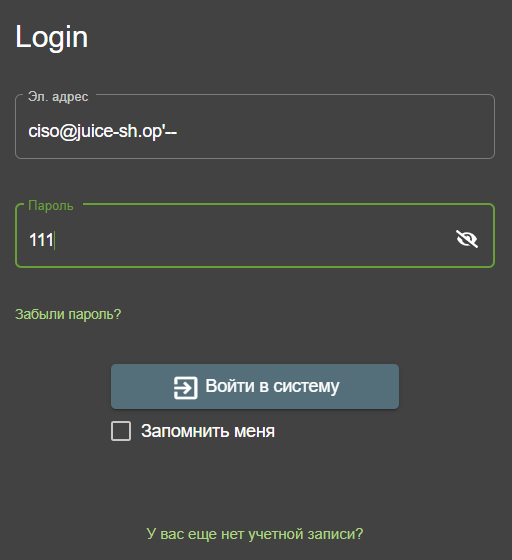 Login
Эл. адрес
ciso@juice-sh.op'--
Пароль
111
Забыли пароль?
Войти в систему
Запомнить меня
У вас еще нет учетной записи?